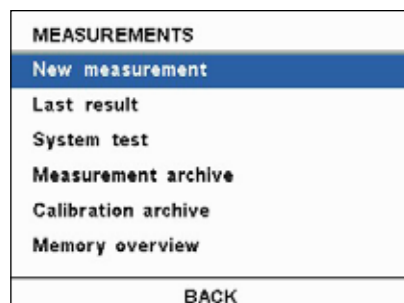 MEASUREMENTS
New measurement
Last result
System test
Measurement archive
Calibration archive
Memory overview
BACK